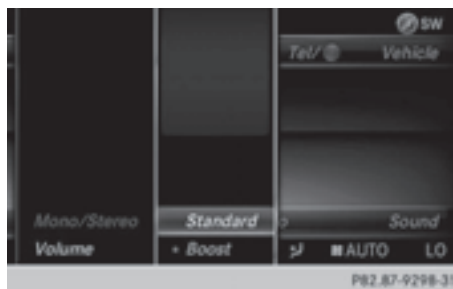 SW
Tel/ Vehicle
Mono/Stereo Standard Sound
Volume • Boost AUTO LO
P82.87-9298-31